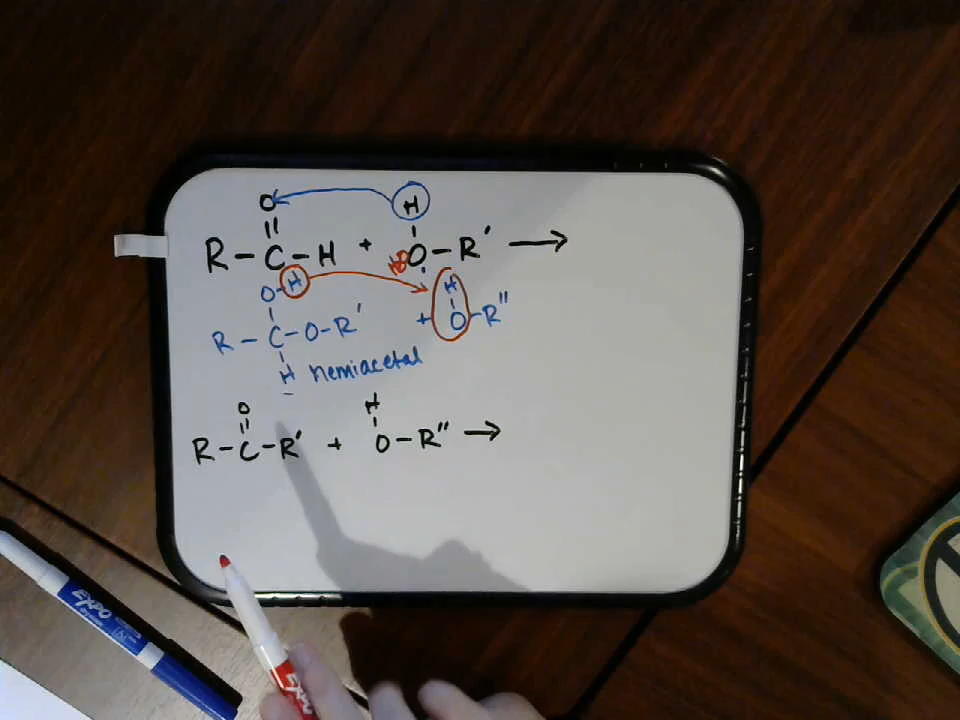 O H
||
R - C - H + O - R' →
O - H H
R - C - O - R' + O - R''
H hemiacetal
O H
||
R - C - R' + O - R'' →
EXPO
EXPO